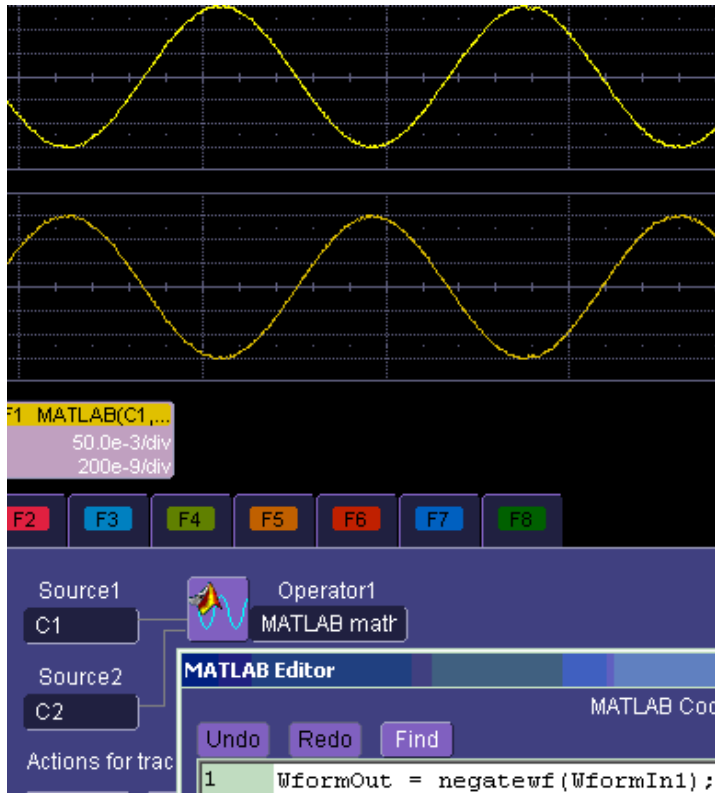 F1 MATLAB(C1,...
50.0e-3/div
200e-9/div
F2 F3 F4 F5 F6 F7 F8
Source1
Operator1
C1
MATLAB math
Source2
MATLAB Editor
C2
MATLAB Cod
Undo Redo Find
Actions for trac
1 WformOut = negatewf(WformIn1);